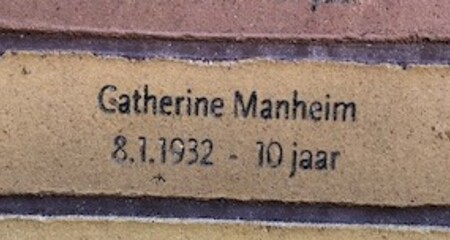 Catherine Manheim
8.1.1932 - 10 jaar